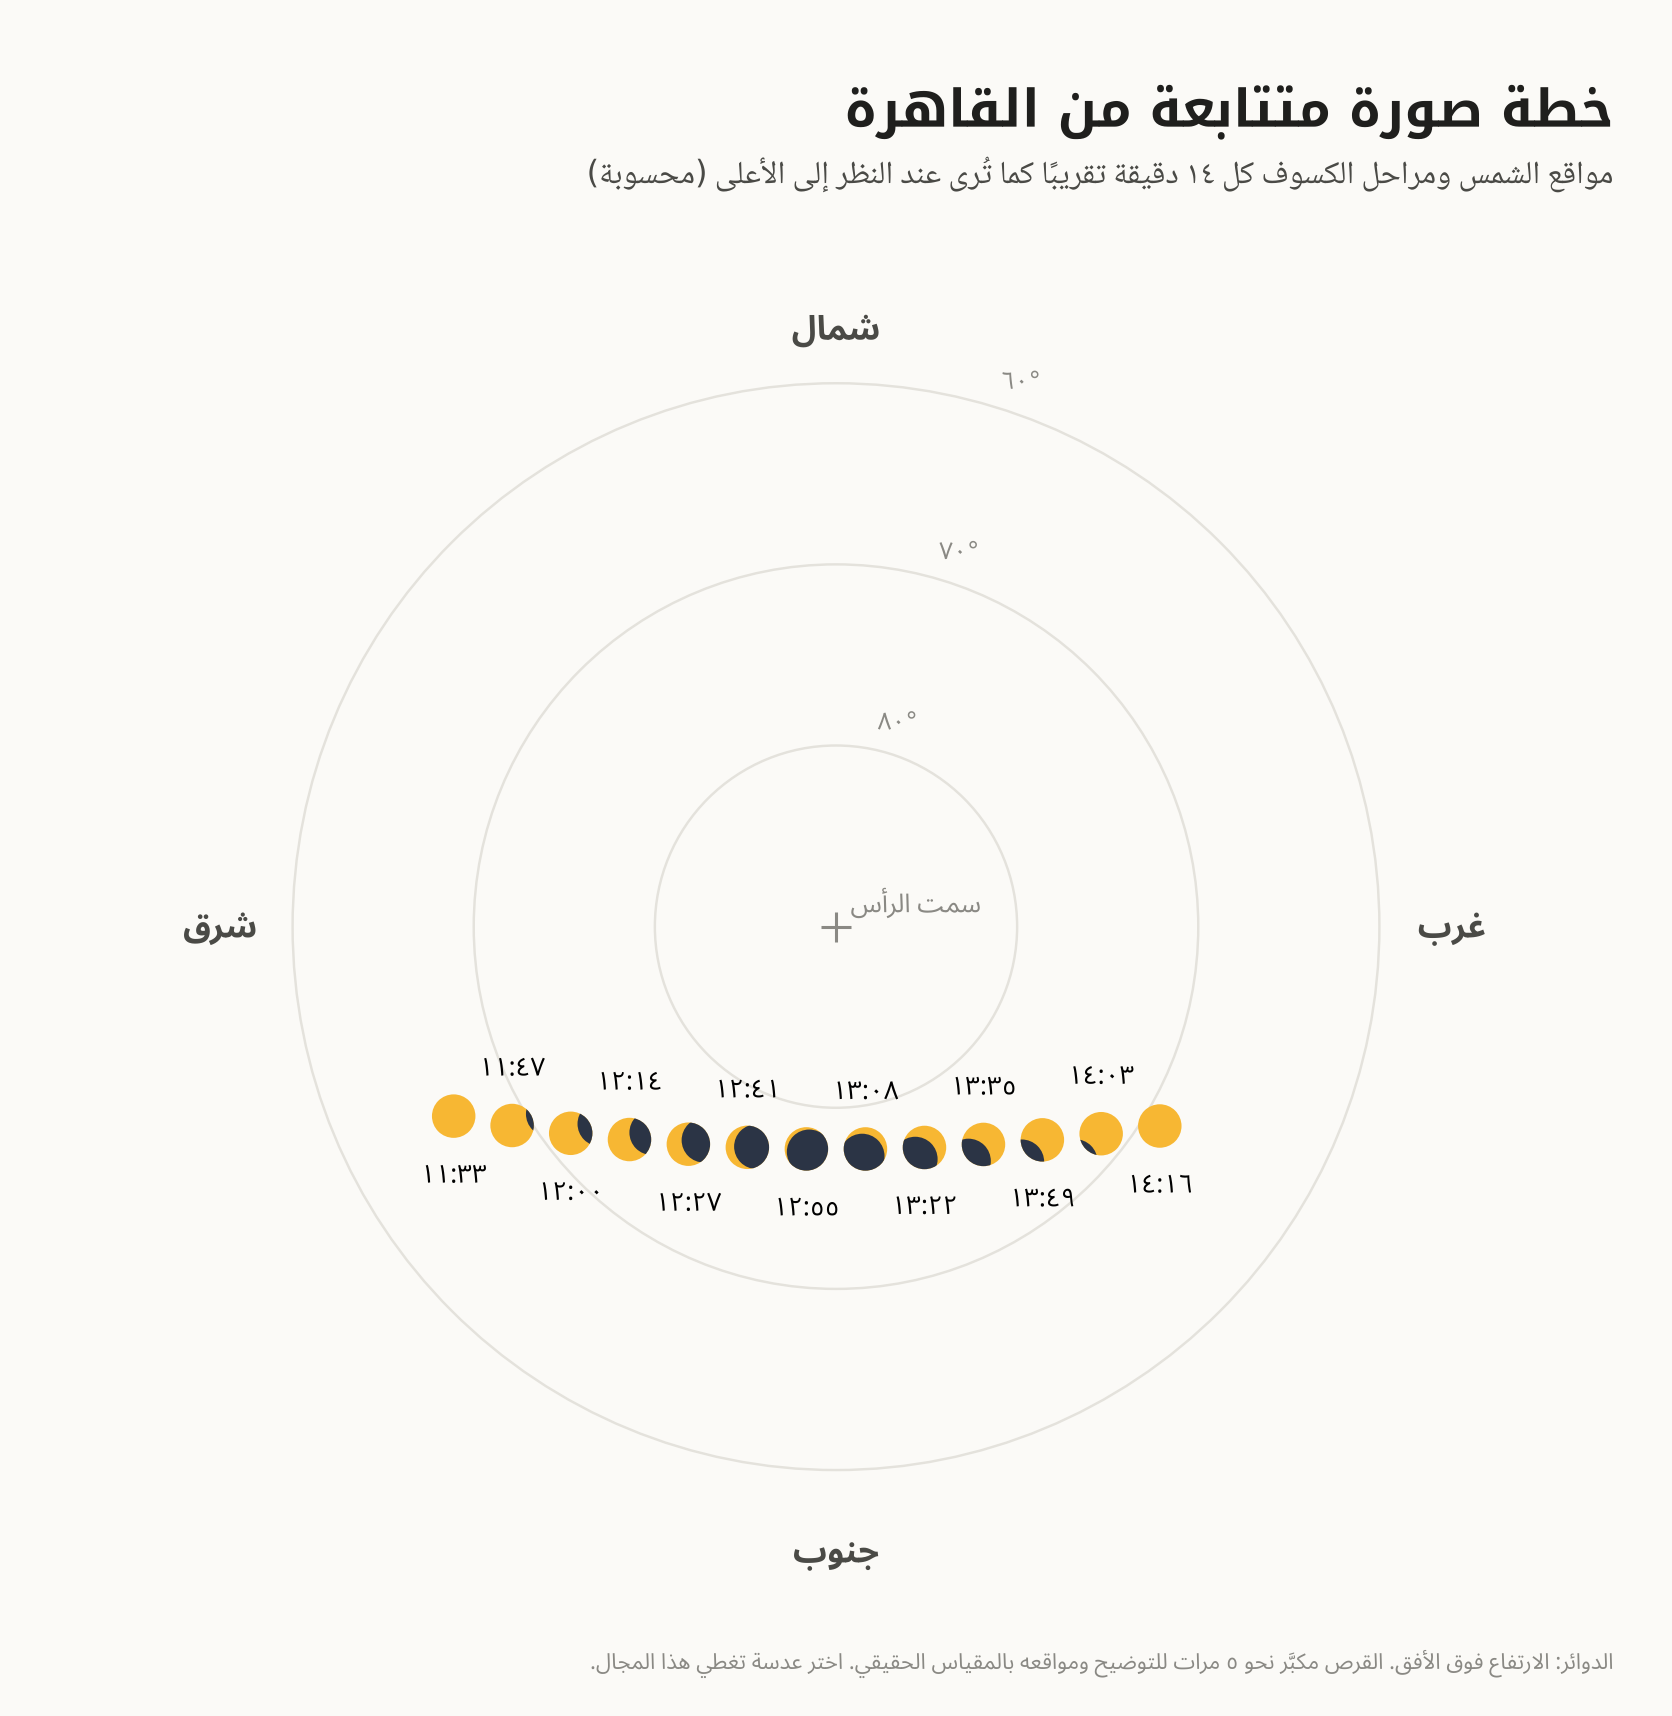 خطة صورة متتابعة من القاهرة
مواقع الشمس ومراحل الكسوف كل ١٤ دقيقة تقريبًا كما تُرى عند النظر إلى الأعلى (محسوبة)
شمال
٦٠°
٧٠°
٨٠°
سمت الرأس
شرق
غرب
١١:٣٣
١١:٤٧
١٢:٠٠
١٢:١٤
١٢:٢٧
١٢:٤١
١٢:٥٥
١٣:٠٨
١٣:٢٢
١٣:٣٥
١٣:٤٩
١٤:٠٣
١٤:١٦
جنوب
الدوائر: الارتفاع فوق الأفق. القرص مكبَّر نحو ٥ مرات للتوضيح ومواقعه بالمقياس الحقيقي. اختر عدسة تغطي هذا المجال.